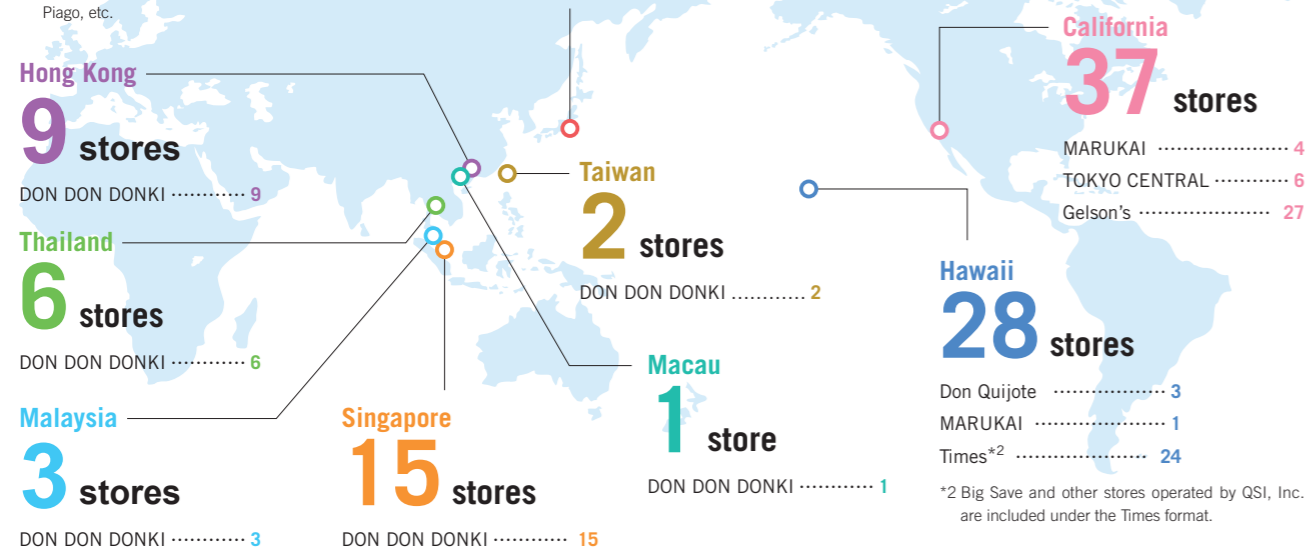 Piago, etc.
Hong Kong
9 stores
DON DON DONKI ··········· 9
Thailand
6 stores
DON DON DONKI ············ 6
Malaysia
3 stores
DON DON DONKI ············ 3
Singapore
15 stores
DON DON DONKI ············ 15
Taiwan
2 stores
DON DON DONKI ............ 2
Macau
1 store
DON DON DONKI ············ 1
California
37 stores
MARUKAI ····················· 4
TOKYO CENTRAL ············ 6
Gelson's ····················· 27
Hawaii
28 stores
Don Quijote ·················· 3
MARUKAI ····················· 1
Times*2 ····················· 24
*2 Big Save and other stores operated by QSI, Inc.
are included under the Times format.